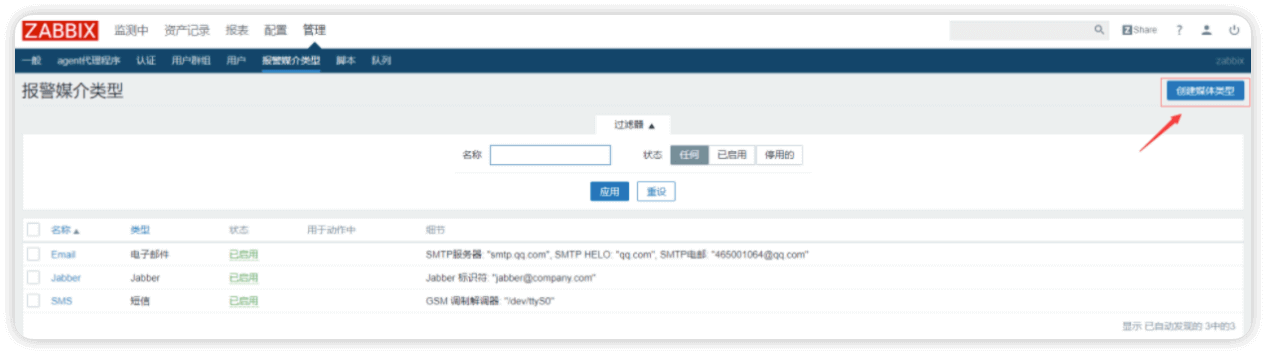 ZABBIX 监测中 资产记录 报表 配置 管理 Share ?
一般 agent代理程序 认证 用户群组 用户 报警媒介类型 脚本 队列 zabbix
报警媒介类型 创建媒体类型
过滤器 ▲
名称 状态 任何 已启用 停用的
应用 重设
名称 ▲ 类型 状态 用于动作中 细节
Email 电子邮件 已启用 SMTP服务器: "smtp.qq.com", SMTP HELO: "qq.com", SMTP电邮: "465001064@qq.com"
Jabber Jabber 已启用 Jabber 标识符: "jabber@company.com"
SMS 短信 已启用 GSM 调制解调器: "/dev/ttyS0"
显示 已自动发现的 3中的3